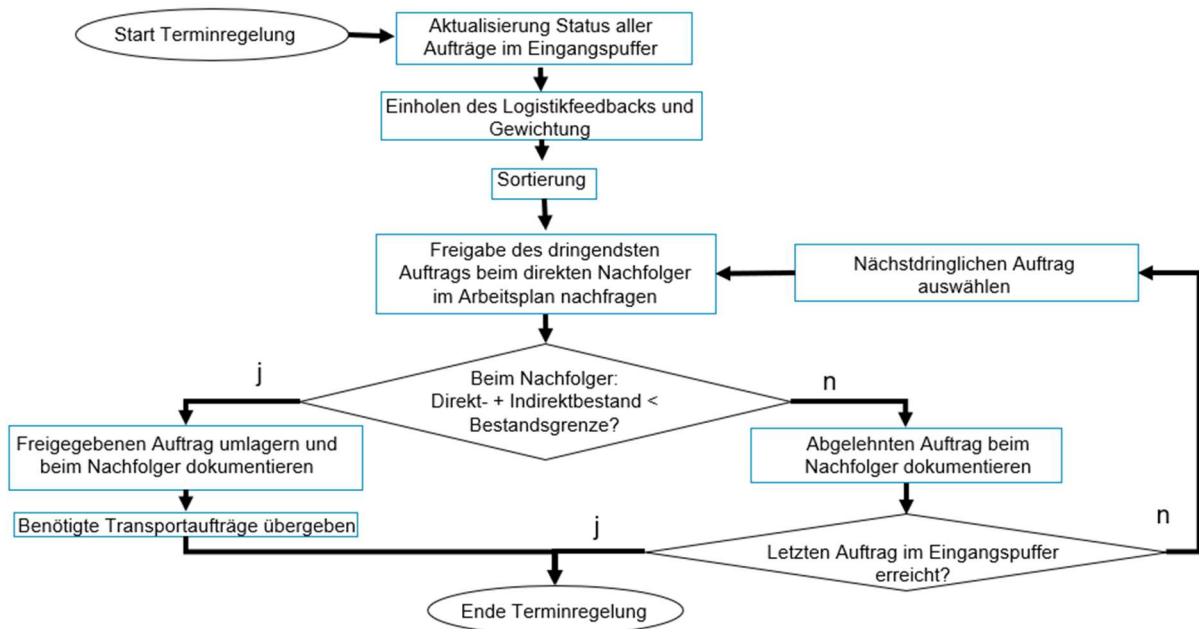 Start Terminregelung
Aktualisierung Status aller
Aufträge im Eingangspuffer
Einholen des Logistikfeedbacks und
Gewichtung
Sortierung
Freigabe des dringendsten
Auftrags beim direkten Nachfolger
im Arbeitsplan nachfragen
Nächstdringlichen Auftrag
auswählen
j
Beim Nachfolger:
Direkt- + Indirektbestand <
Bestandsgrenze?
n
Freigegebenen Auftrag umlagern und
beim Nachfolger dokumentieren
Abgelehnten Auftrag beim
Nachfolger dokumentieren
Benötigte Transportaufträge übergeben
j
Letzten Auftrag im Eingangspuffer
erreicht?
n
Ende Terminregelung